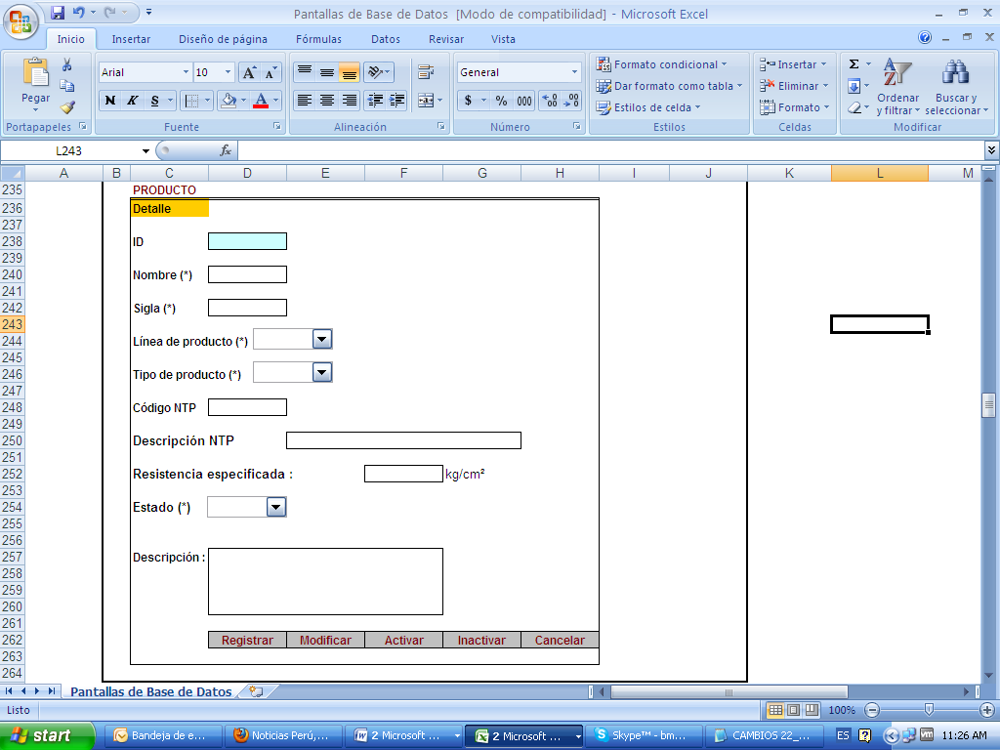 Pantallas de Base de Datos [Modo de compatibilidad] - Microsoft Excel
Inicio Insertar Diseño de página Fórmulas Datos Revisar Vista
Pegar
Arial 10
General
Formato condicional
Dar formato como tabla
Estilos de celda
Insertar
Eliminar
Formato
Ordenar y filtrar
Buscar y seleccionar
N K S
$ % 000
Portapapeles Fuente Alineación Número Estilos Celdas Modificar
L243 fx
A B C D E F G H I J K L M
235 PRODUCTO
236 Detalle
237
238 ID
239
240 Nombre (*)
241
242 Sigla (*)
243
244 Línea de producto (*)
245
246 Tipo de producto (*)
247
248 Código NTP
249
250 Descripción NTP
251
252 Resistencia especificada : kg/cm²
253
254 Estado (*)
255
256
257 Descripción :
258
259
260
261
262 Registrar Modificar Activar Inactivar Cancelar
263
264
Pantallas de Base de Datos
Listo 100%
start Bandeja de e... Noticias Perú,... 2 Microsoft ... 2 Microsoft ... Skype™ - bm... CAMBIOS 22_... ES 11:26 AM